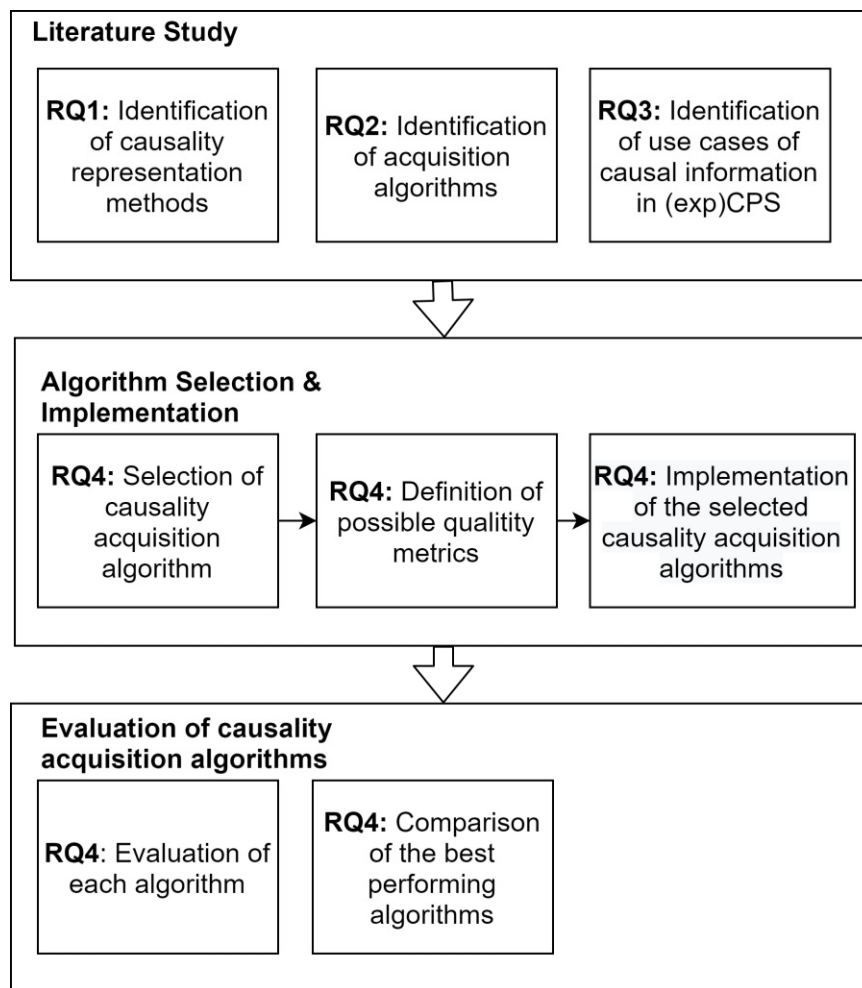 Literature Study
RQ1: Identification
of causality
representation
methods
RQ2: Identification
of acquisition
algorithms
RQ3: Identification
of use cases of
causal information
in (exp)CPS
Algorithm Selection &
Implementation
RQ4: Selection of
causality
acquisition
algorithm
RQ4: Definition of
possible qualitity
metrics
RQ4: Implementation
of the selected
causality acquisition
algorithms
Evaluation of causality
acquisition algorithms
RQ4: Evaluation of
each algorithm
RQ4: Comparison
of the best
performing
algorithms